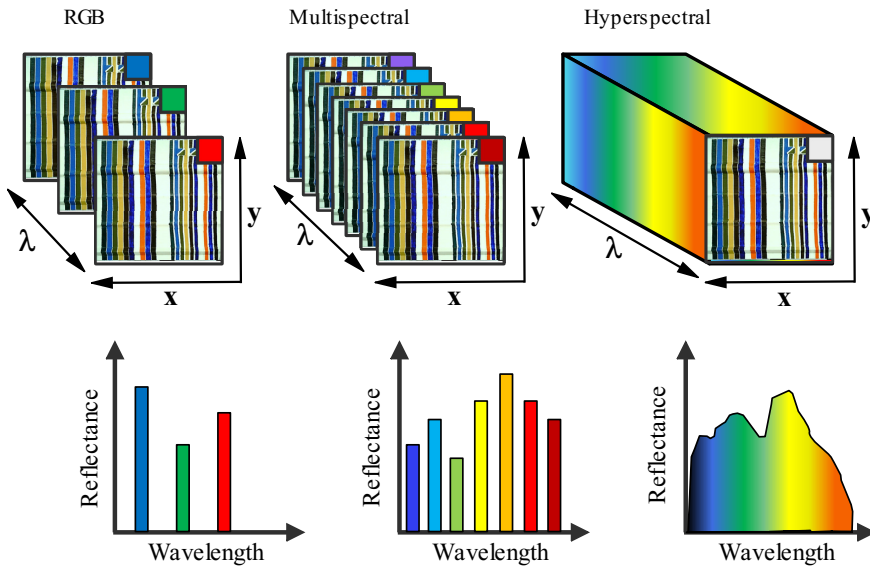 RGB
Multispectral
Hyperspectral
y
λ
x
y
λ
x
y
λ
x
Reflectance
Wavelength
Reflectance
Wavelength
Reflectance
Wavelength